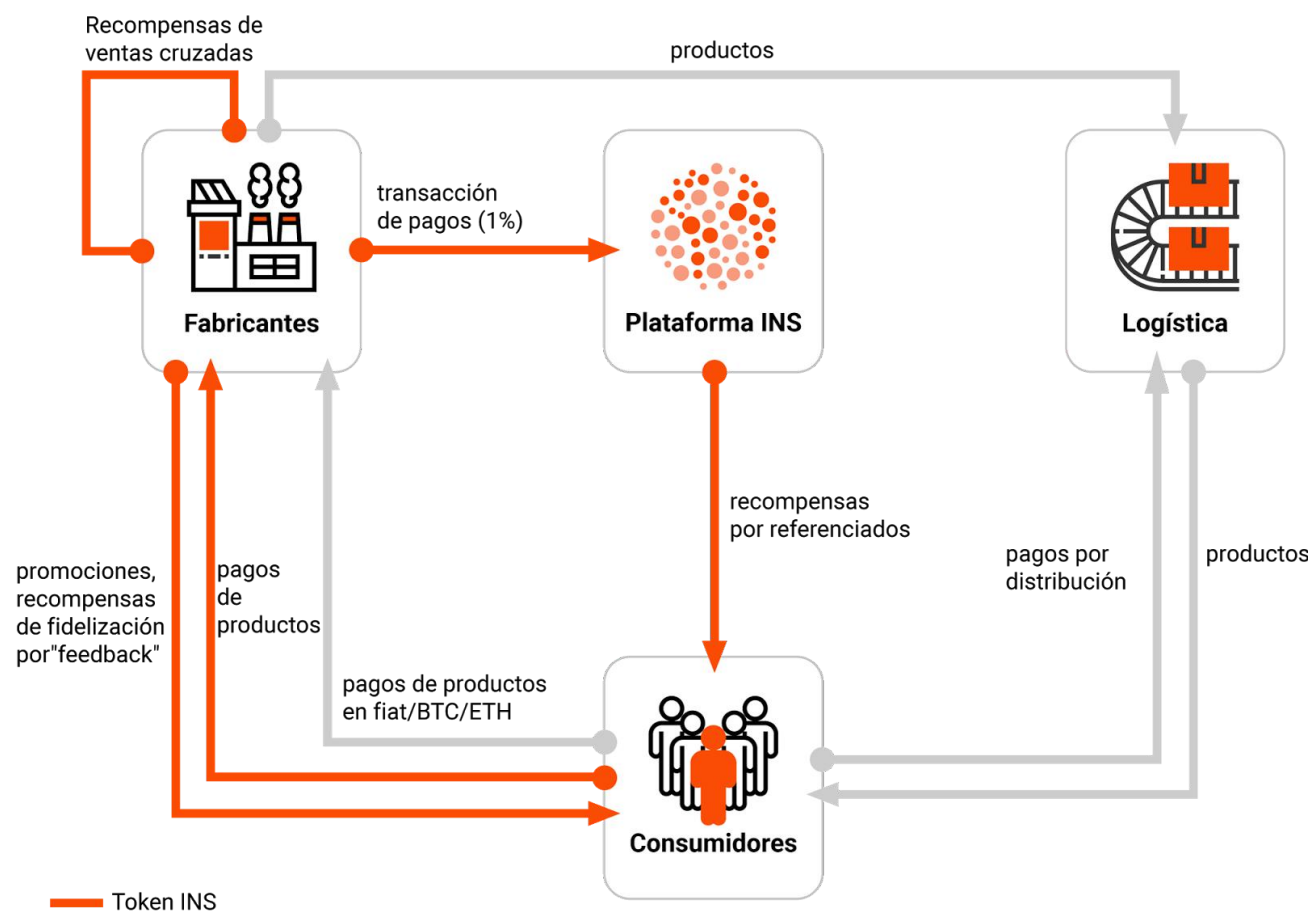 Recompensas de
ventas cruzadas
productos
transacción
de pagos (1%)
Fabricantes
Plataforma INS
Logística
recompensas
por referenciados
pagos por
distribución
productos
promociones,
recompensas
de fidelización
por"feedback"
pagos
de
productos
pagos de productos
en fiat/BTC/ETH
Consumidores
Token INS